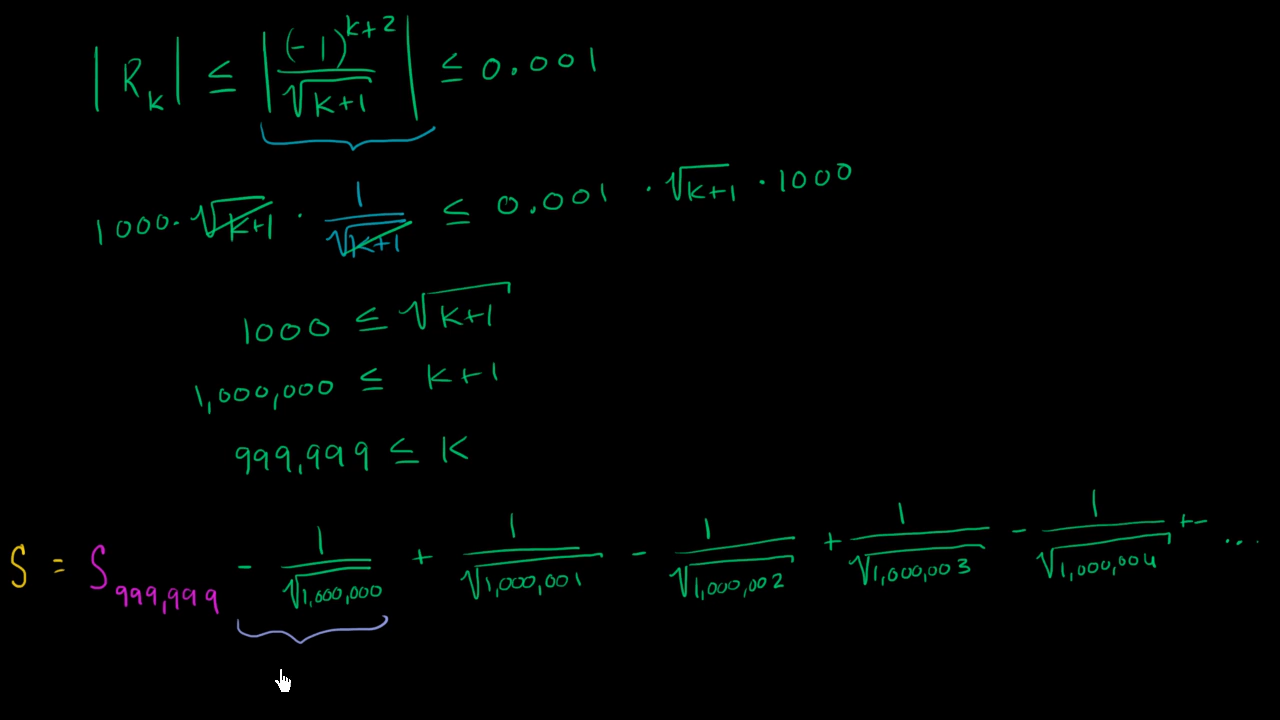 |R_k| ≤ |(-1)^{k+2} / √(k+1)| ≤ 0.001
1000 · √(k+1) · 1/√(k+1) ≤ 0.001 · √(k+1) · 1000
1000 ≤ √(k+1)
1,000,000 ≤ k+1
999,999 ≤ k
S = S_{999,999} - 1/√1,000,000 + 1/√1,000,001 - 1/√1,000,002 + 1/√1,000,003 - 1/√1,000,004 +- ...